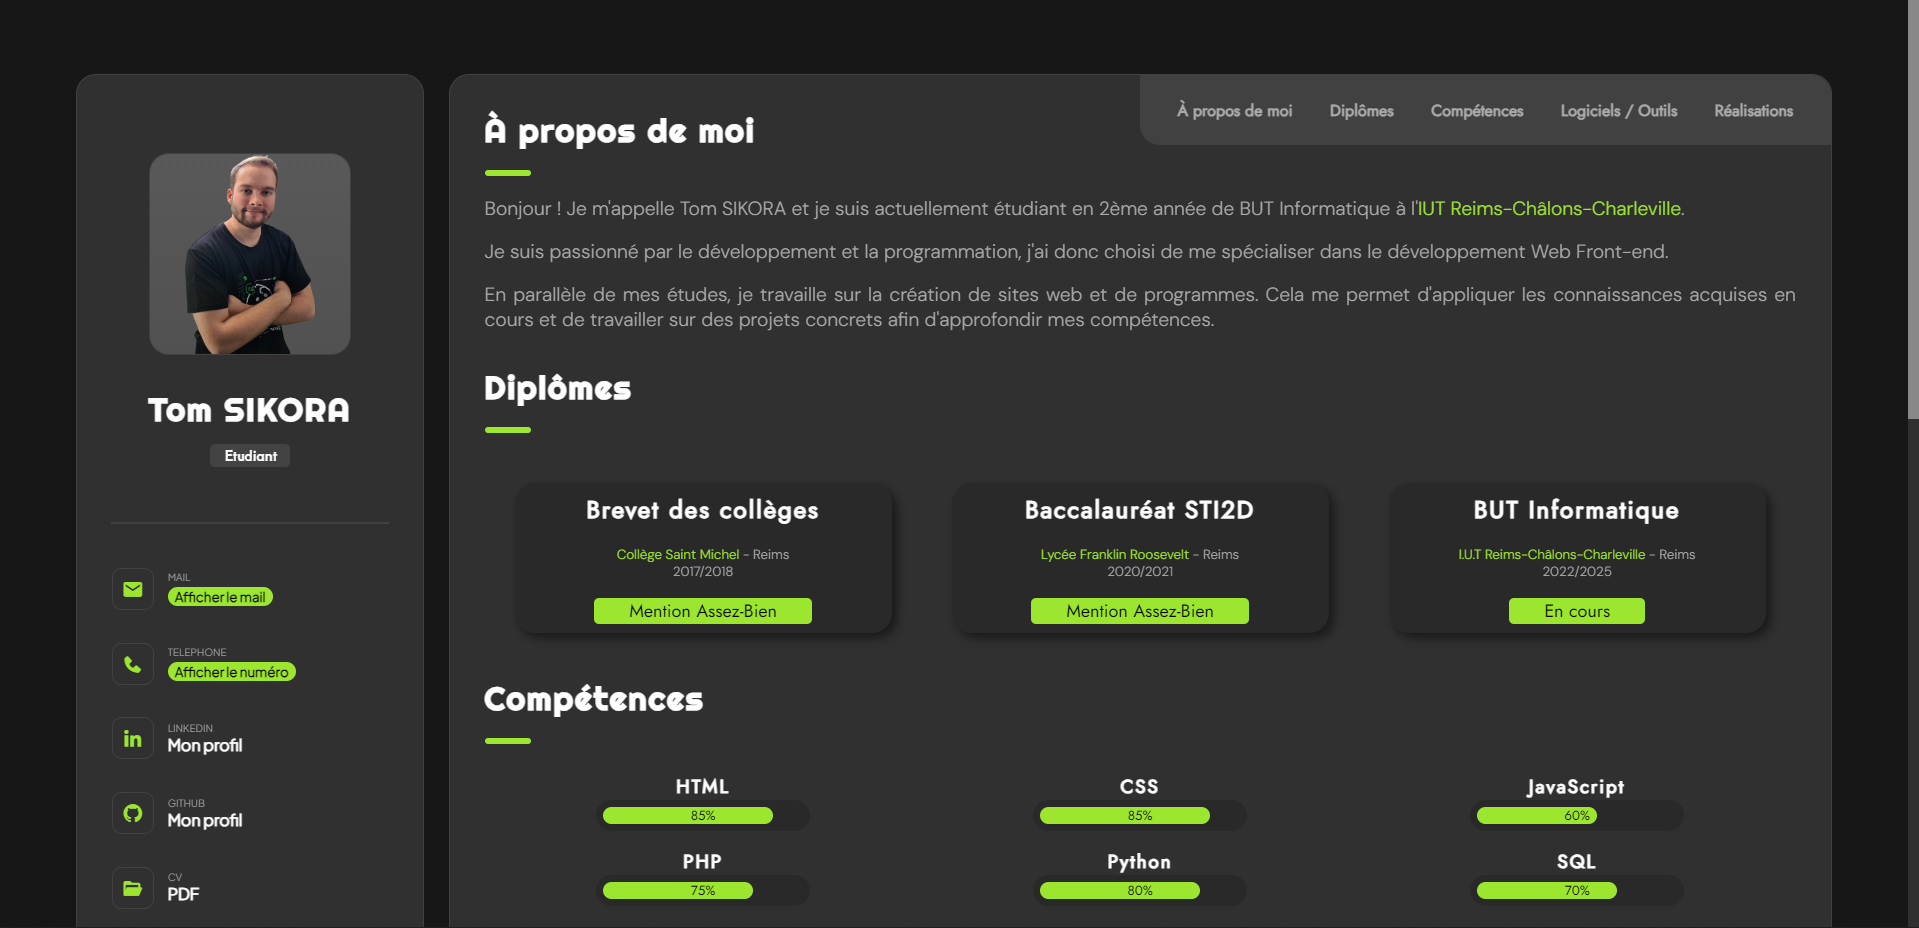 Tom SIKORA
Etudiant
MAIL
Afficher le mail
TELEPHONE
Afficher le numéro
LINKEDIN
Mon profil
GITHUB
Mon profil
CV
PDF
À propos de moi
Diplômes
Compétences
Logiciels / Outils
Réalisations
À propos de moi
Bonjour ! Je m'appelle Tom SIKORA et je suis actuellement étudiant en 2ème année de BUT Informatique à l'IUT Reims-Châlons-Charleville.
Je suis passionné par le développement et la programmation, j'ai donc choisi de me spécialiser dans le développement Web Front-end.
En parallèle de mes études, je travaille sur la création de sites web et de programmes. Cela me permet d'appliquer les connaissances acquises en
cours et de travailler sur des projets concrets afin d'approfondir mes compétences.
Diplômes
Brevet des collèges
Collège Saint Michel - Reims
2017/2018
Mention Assez-Bien
Baccalauréat STI2D
Lycée Franklin Roosevelt - Reims
2020/2021
Mention Assez-Bien
BUT Informatique
I.U.T Reims-Châlons-Charleville - Reims
2022/2025
En cours
Compétences
HTML
85%
CSS
85%
JavaScript
60%
PHP
75%
Python
80%
SQL
70%